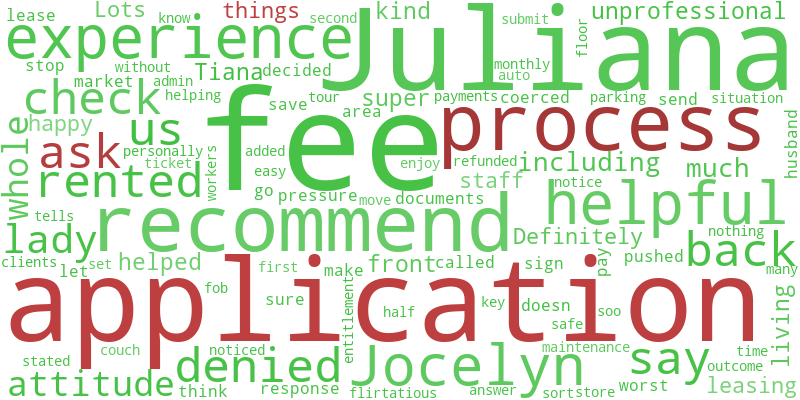 lease Lots know things second kind submit unprofessional
experience Juliana floor
stop market without admin Tiana decided monthly auto
check helping save tour super payments coerced parking send situation
happy us personally area fee process
whole ask ticket added workers easy enjoy refunded including much husband
rented go pressure move documents staff notice
tells recommend helpful nothing
lady Definitely back many
clients let set helped first make front called sign pay pushed
application
fob sure half key doesn safe soo living
stated couch noticed entitlement Jocelyn maintenance say time
denied outcome
attitude think response flirtatious answer sort store worst leasing